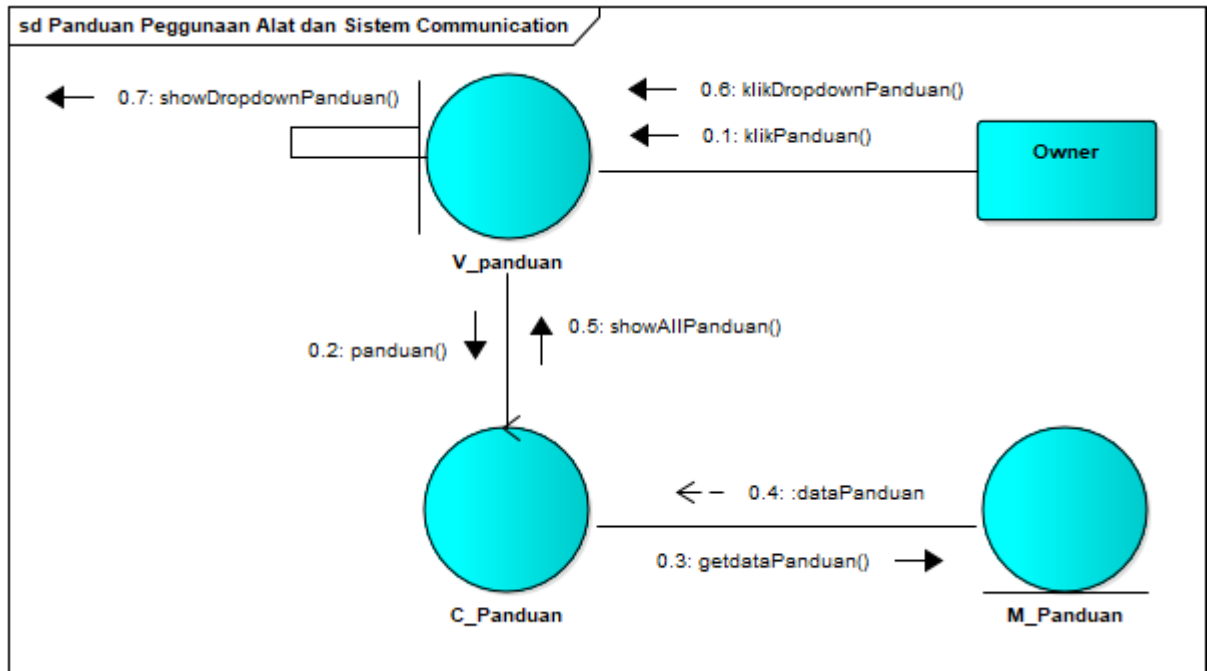 sd Panduan Peggunaan Alat dan Sistem Communication
0.7: showDropdownPanduan()
0.6: klikDropdownPanduan()
0.1: klikPanduan()
Owner
V_panduan
0.2: panduan()
0.5: showAllPanduan()
0.4: :dataPanduan
0.3: getdataPanduan()
C_Panduan
M_Panduan